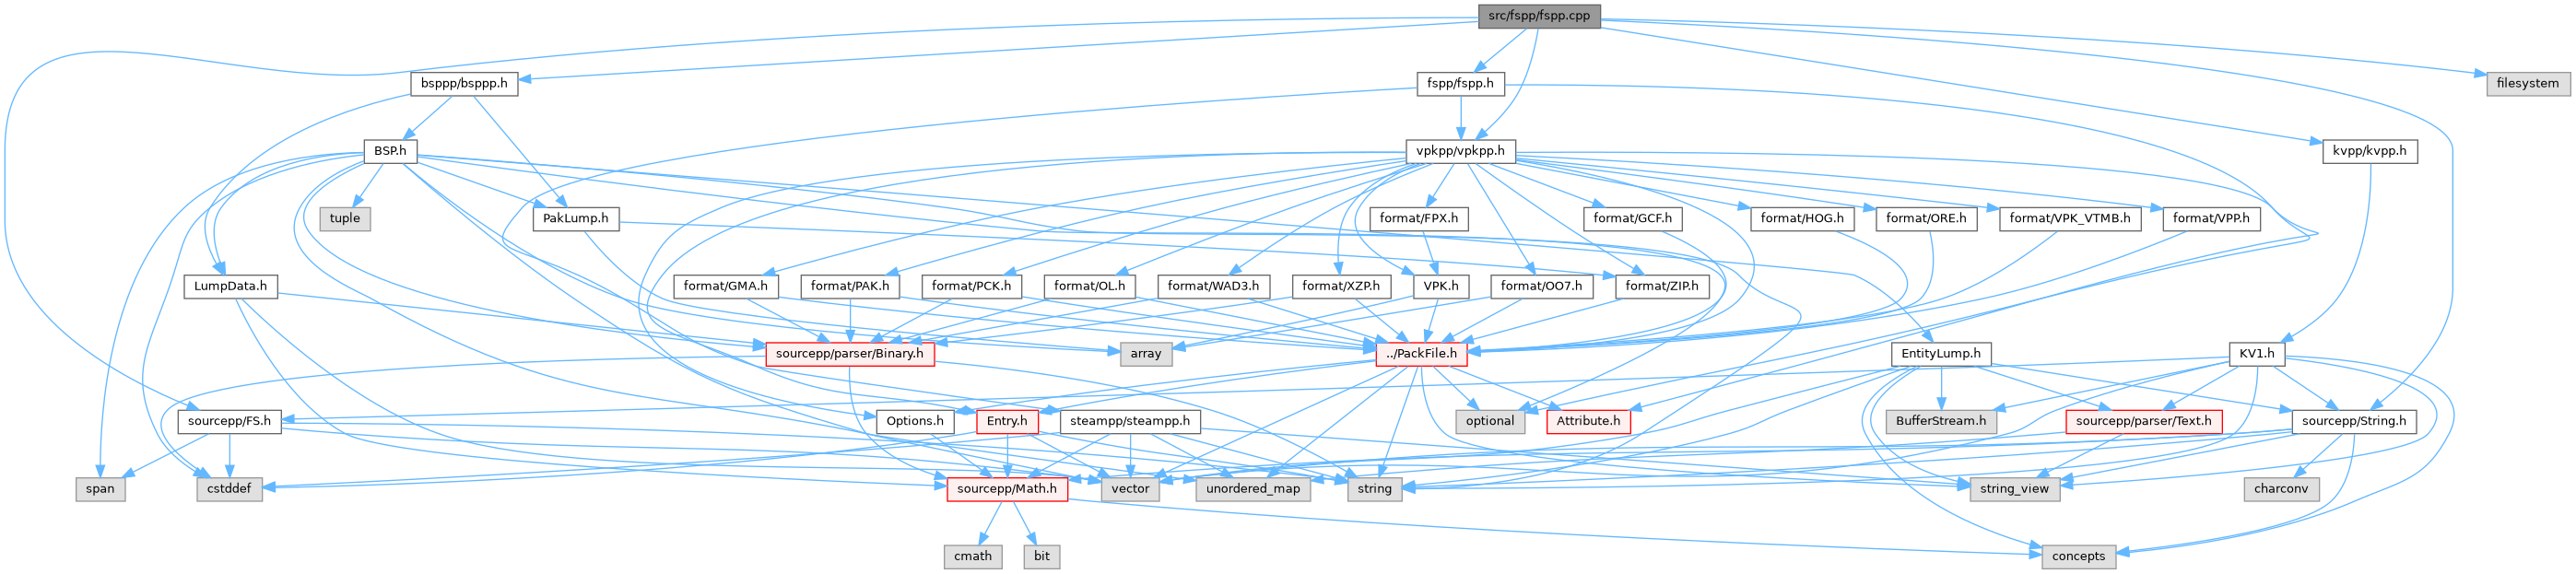 src/fspp/fspp.cpp
bsppp/bsppp.h
fspp/fspp.h
filesystem
BSP.h
vpkpp/vpkpp.h
kvpp/kvpp.h
tuple
PakLump.h
format/FPX.h
format/GCF.h
format/HOG.h
format/ORE.h
format/VPK_VTMB.h
format/VPP.h
LumpData.h
format/GMA.h
format/PAK.h
format/PCK.h
format/OL.h
format/WAD3.h
format/XZP.h
VPK.h
format/OO7.h
format/ZIP.h
sourcepp/parser/Binary.h
array
../PackFile.h
EntityLump.h
KV1.h
sourcepp/FS.h
Options.h
Entry.h
steampp/steampp.h
optional
Attribute.h
BufferStream.h
sourcepp/parser/Text.h
sourcepp/String.h
span
cstddef
sourcepp/Math.h
vector
unordered_map
string
string_view
charconv
cmath
bit
concepts